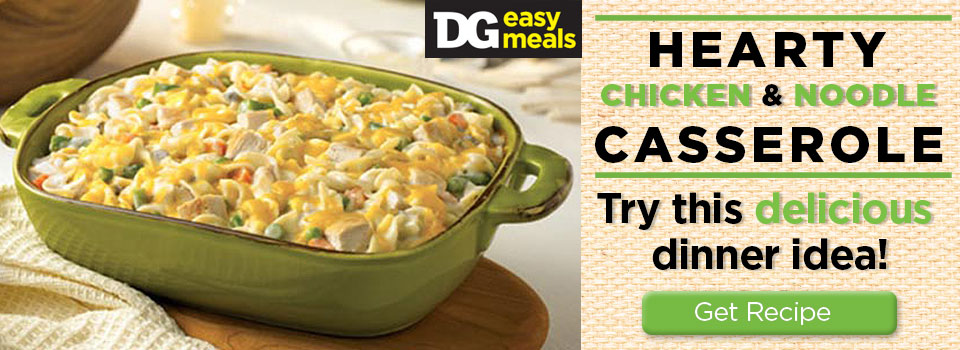 DG easy
meals
HEARTY
CHICKEN & NOODLE
CASSEROLE
Try this delicious
dinner idea!
Get Recipe